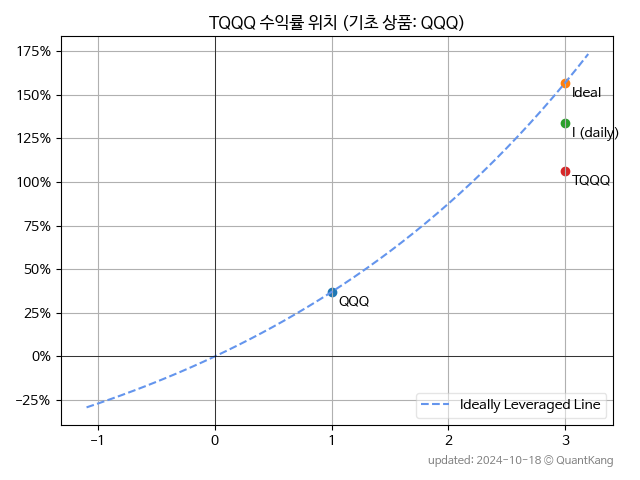 TQQQ 수익률 위치 (기초 상품: QQQ)
175%
150%
125%
100%
75%
50%
25%
0%
−25%
Ideal
I (daily)
TQQQ
QQQ
Ideally Leveraged Line
−1
0
1
2
3
updated: 2024-10-18 © QuantKang